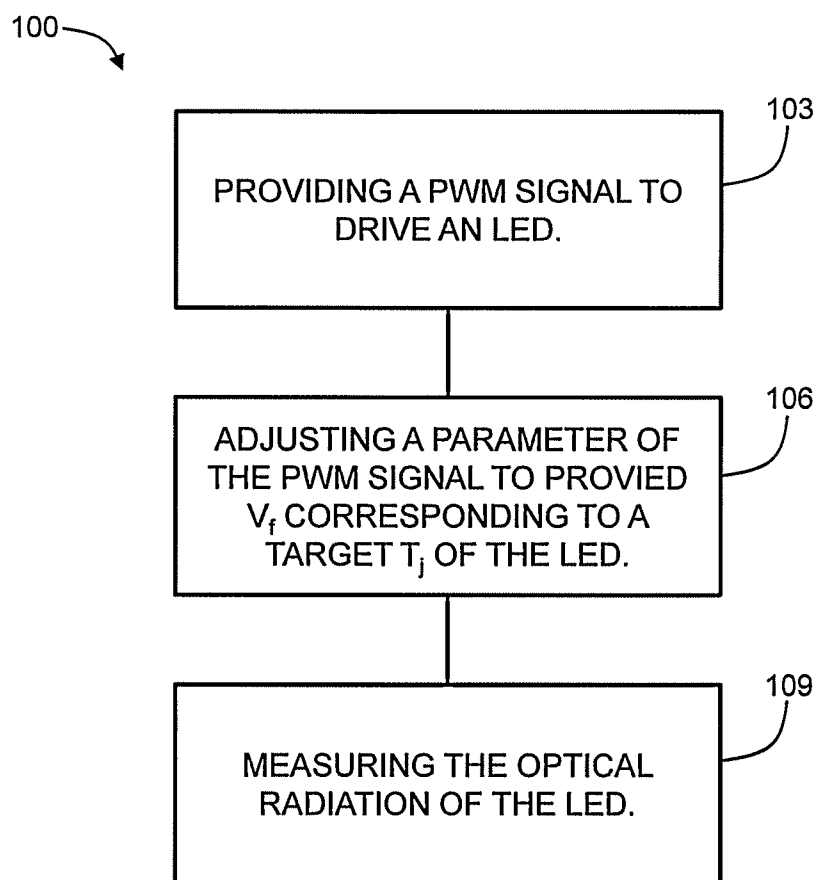 100
103
PROVIDING A PWM SIGNAL TO
DRIVE AN LED.
106
ADJUSTING A PARAMETER OF
THE PWM SIGNAL TO PROVIED
Vf CORRESPONDING TO A
TARGET Tj OF THE LED.
109
MEASURING THE OPTICAL
RADIATION OF THE LED.